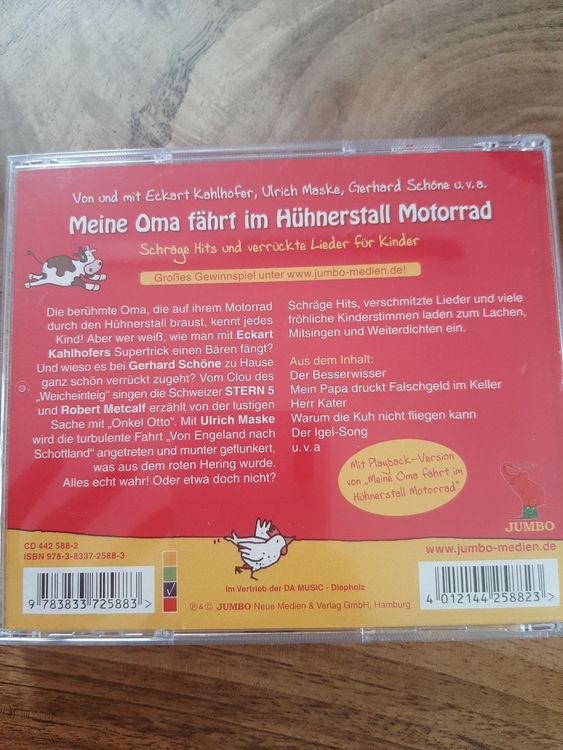 Von und mit Eckart Kahlhofer, Ulrich Maske, Gerhard Schöne u.v.a.
Meine Oma fährt im Hühnerstall Motorrad
Schräge Hits und verrückte Lieder für Kinder
Großes Gewinnspiel unter www.jumbo-medien.de!
Die berühmte Oma, die auf ihrem Motorrad
durch den Hühnerstall braust, kennt jedes
Kind! Aber wer weiß, wie man mit Eckart
Kahlhofers Supertrick einen Bären fängt?
Und wieso es bei Gerhard Schöne zu Hause
ganz schön verrückt zugeht? Vom Clou des
„Weicheinteig“ singen die Schweizer STERN 5
und Robert Metcalf erzählt von der lustigen
Sache mit „Onkel Otto“. Mit Ulrich Maske
wird die turbulente Fahrt „Von Engeland nach
Schottland“ angetreten und munter geflunkert,
was aus dem roten Hering wurde.
Alles echt wahr! Oder etwa doch nicht?
Schräge Hits, verschmitzte Lieder und viele
fröhliche Kinderstimmen laden zum Lachen,
Mitsingen und Weiterdichten ein.
Aus dem Inhalt:
Der Besserwisser
Mein Papa druckt Falschgeld im Keller
Herr Kater
Warum die Kuh nicht fliegen kann
Der Igel-Song
u.v.a
Mit Playback-Version
von „Meine Oma fährt im
Hühnerstall Motorrad“
JUMBO
www.jumbo-medien.de
CD 442 588-2
ISBN 978-3-8337-2588-3
9 783833 725883 >
Im Vertrieb der DA MUSIC - Diepholz
℗ & © JUMBO Neue Medien & Verlag GmbH, Hamburg
4 012144 258823 >